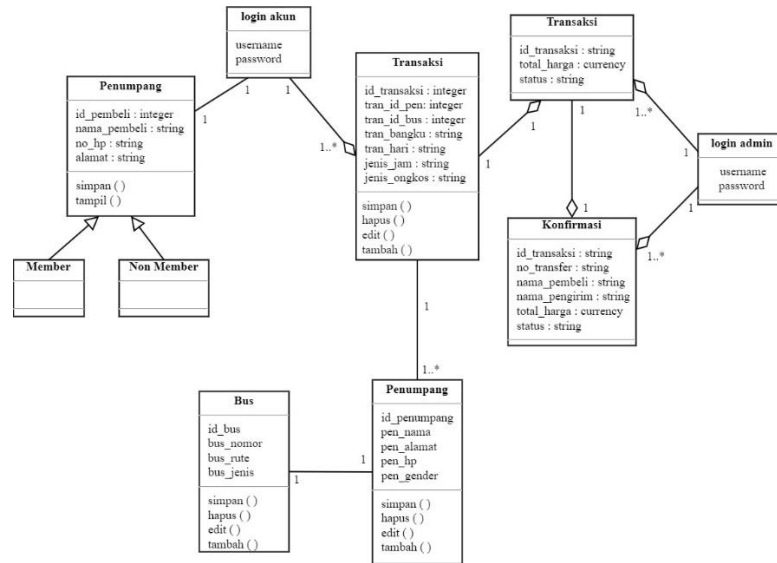 login akun
username
password
Penumpang
id_pembeli : integer
nama_pembeli : string
no_hp : string
alamat : string
simpan ( )
tampil ( )
Member
Non Member
1
1
1
1..*
Transaksi
id_transaksi : integer
tran_id_pen: integer
tran_id_bus : integer
tran_bangku : string
tran_hari : string
jenis_jam : string
jenis_ongkos : string
simpan ( )
hapus ( )
edit ( )
tambah ( )
Transaksi
id_transaksi : string
total_harga : currency
status : string
1
1
1
1..*
1
login admin
username
password
1
1
1..*
Konfirmasi
id_transaksi : string
no_transfer : string
nama_pembeli : string
nama_pengirim : string
total_harga : currency
status : string
1
1..*
Bus
id_bus
bus_nomor
bus_rute
bus_jenis
simpan ( )
hapus ( )
edit ( )
tambah ( )
1
1
Penumpang
id_penumpang
pen_nama
pen_alamat
pen_hp
pen_gender
simpan ( )
hapus ( )
edit ( )
tambah ( )